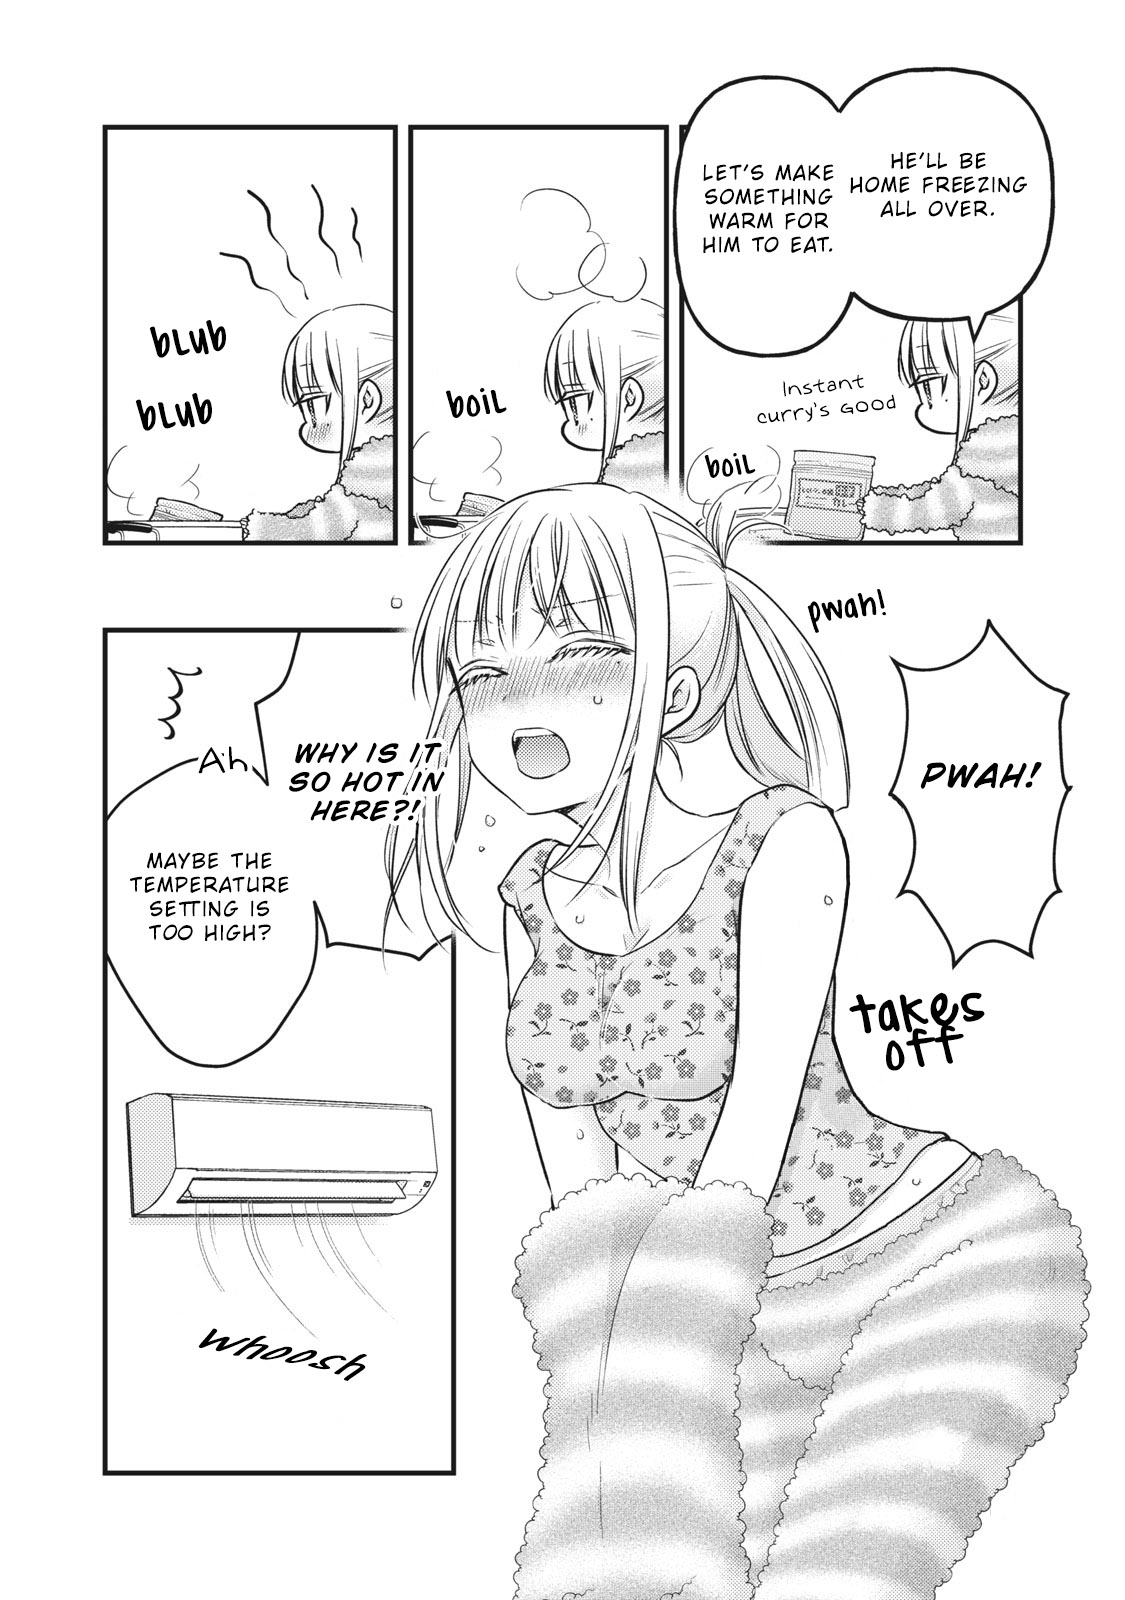 HE'LL BE
HOME FREEZING
ALL OVER.
LET'S MAKE
SOMETHING
WARM FOR
HIM TO EAT.
Instant
curry's GOOD
boil
boil
blub
blub
pwah!
PWAH!
takes
off
WHY IS IT
SO HOT IN
HERE?!
Ah,
MAYBE THE
TEMPERATURE
SETTING IS
TOO HIGH?
whoosh